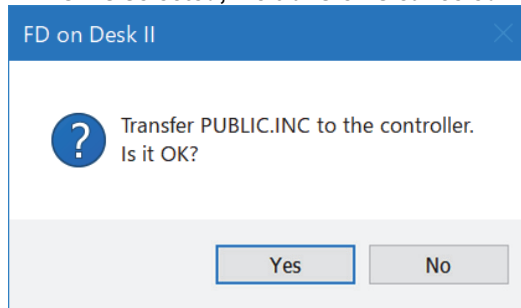 FD on Desk II
Transfer PUBLIC.INC to the controller.
Is it OK?
Yes
No